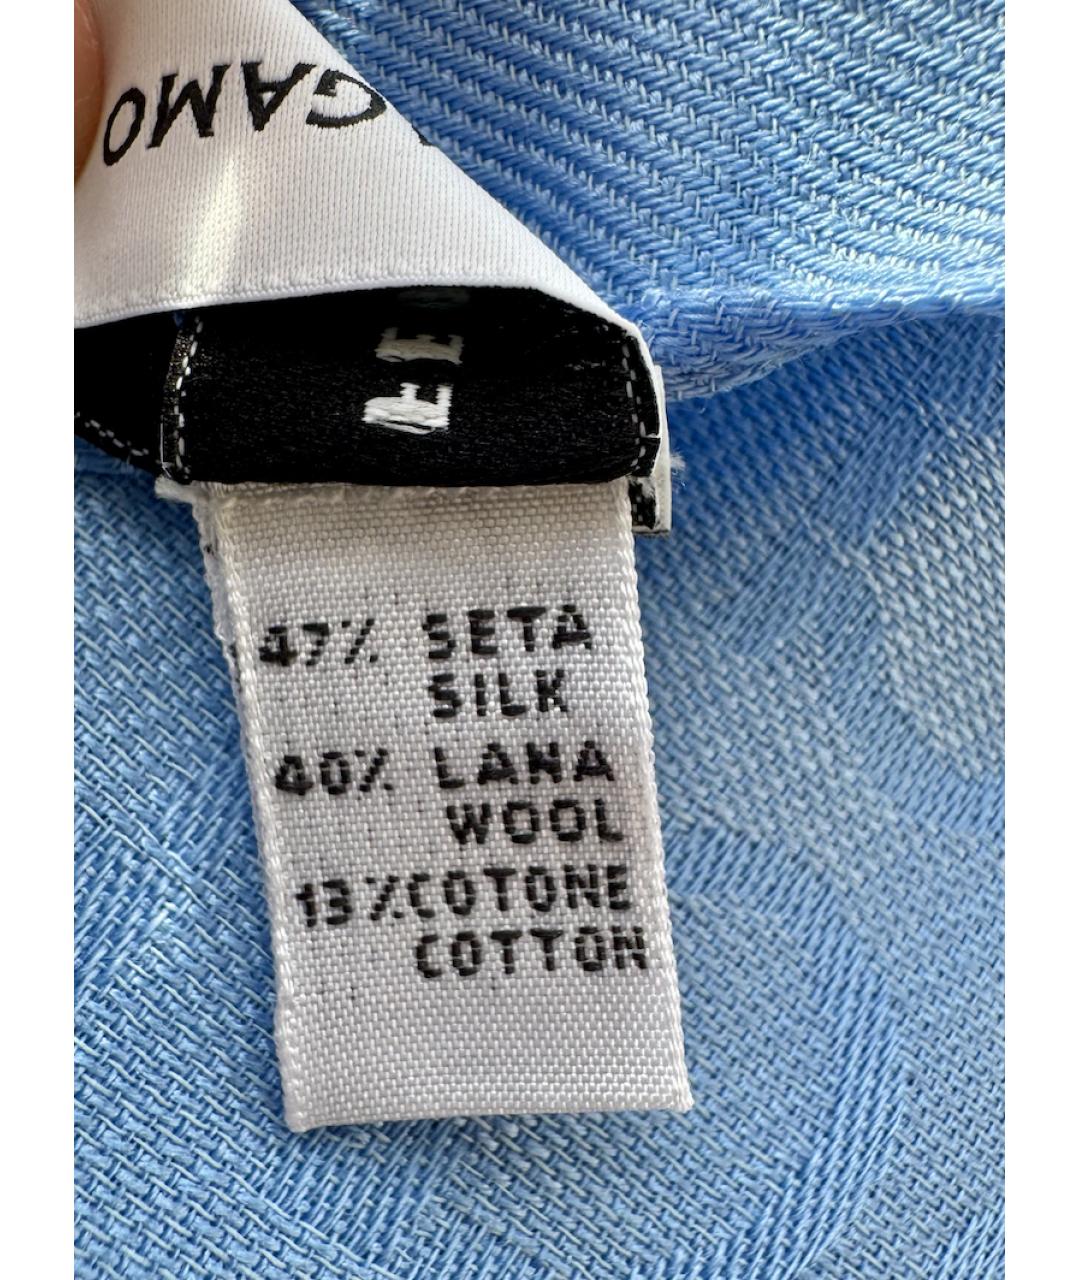 GAMO
47% SETA
SILK
40% LANA
WOOL
13% COTONE
COTTON